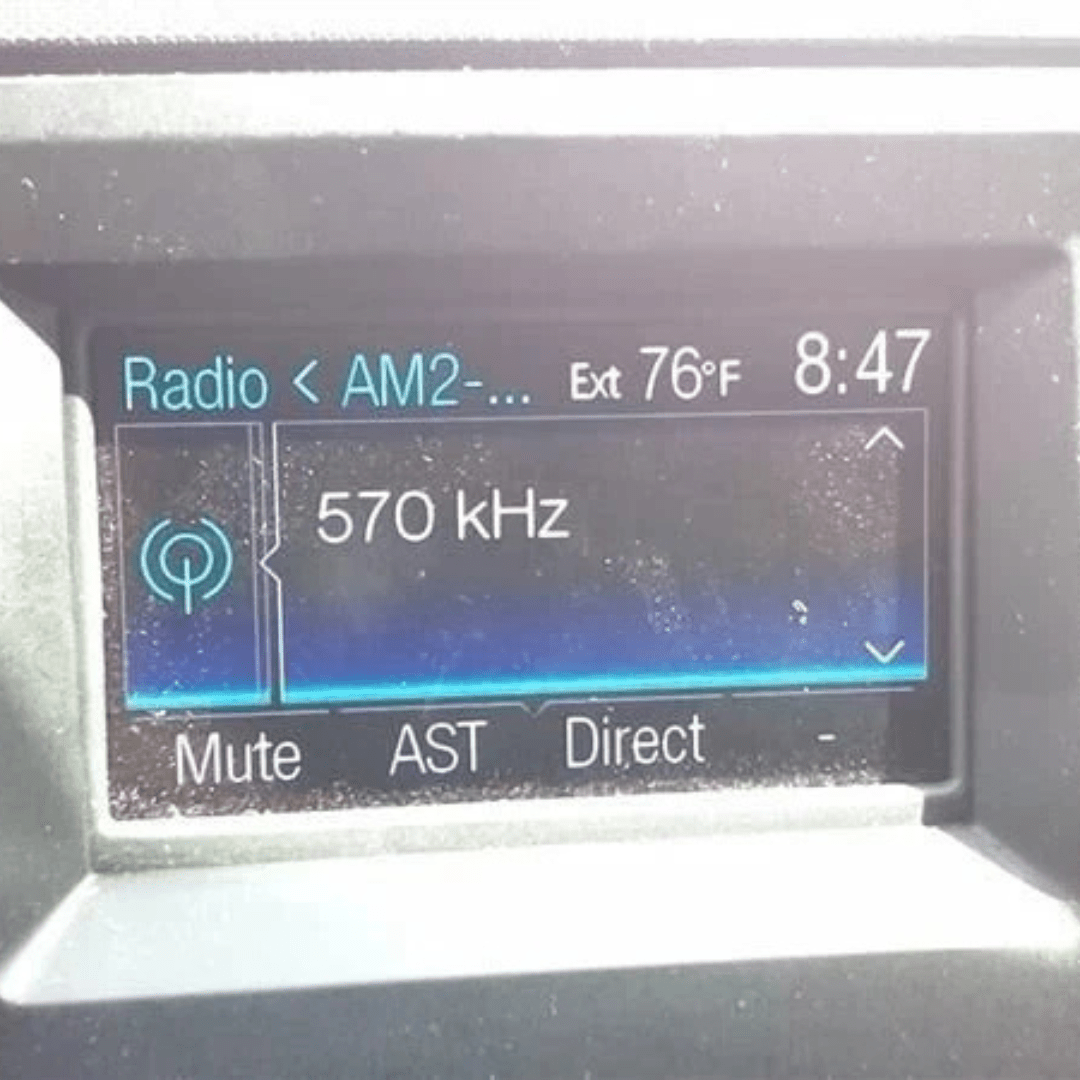 Radio < AM2-... Ext 76°F 8:47
570 kHz
Mute AST Direct -